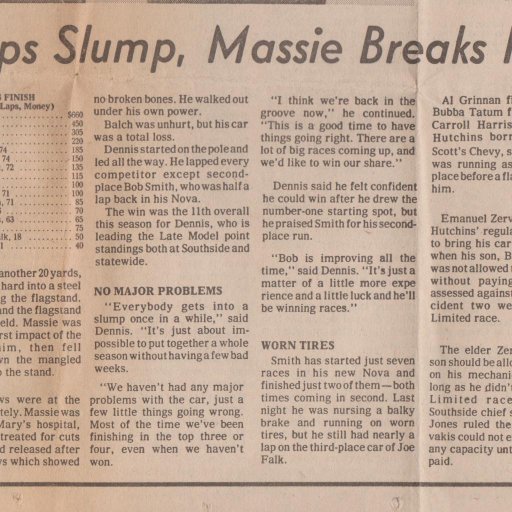 ps Slump, Massie Breaks
FINISH
Laps, Money)
$660
450
305
220
74 185
74 150
, 72 135
115
100
71 100
, 71 85
70
, 63 65
75
lk, 18 50
l 40
another 20 yards,
hard into a steel
g the flagstand.
and the flagstand
eld. Massie was
rst impact of the
im, then fell
wn the mangled
o the stand.
ws were at the
tely. Massie was
Mary's hospital,
treated for cuts
d released after
ys which showed
no broken bones. He walked out
under his own power.
Balch was unhurt, but his car
was a total loss.
Dennis started on the pole and
led all the way. He lapped every
competitor except second-
place Bob Smith, who was half a
lap back in his Nova.
The win was the 11th overall
this season for Dennis, who is
leading the Late Model point
standings both at Southside and
statewide.
NO MAJOR PROBLEMS
"Everybody gets into a
slump once in a while," said
Dennis. "It's just about im-
possible to put together a whole
season without having a few bad
weeks.
"We haven't had any major
problems with the car, just a
few little things going wrong.
Most of the time we've been
finishing in the top three or
four, even when we haven't
won.
"I think we're back in the
groove now," he continued.
"This is a good time to have
things going right. There are a
lot of big races coming up, and
we'd like to win our share."
Dennis said he felt confident
he could win after he drew the
number-one starting spot, but
he praised Smith for his second-
place run.
"Bob is improving all the
time," said Dennis. "It's just a
matter of a little more expe
rience and a little luck and he'll
be winning races."
WORN TIRES
Smith has started just seven
races in his new Nova and
finished just two of them — both
times coming in second. Last
night he was nursing a balky
brake and running on worn
tires, but he still had nearly a
lap on the third-place car of Joe
Falk.
Al Grinnan fi
Bubba Tatum f
Carroll Harris
Hutchins born
Scott's Chevy, s
was running as
place before a fla
him.
Emanuel Zerv
Hutchins' regula
to bring his car
when his son, B
was not allowed t
without paying
assessed against
cident two we
Limited race.
The elder Zer
son should be allo
on his mechani
long as he didn't
Limited race
Southside chief s
Jones ruled the
vakis could not e
any capacity unt
paid.